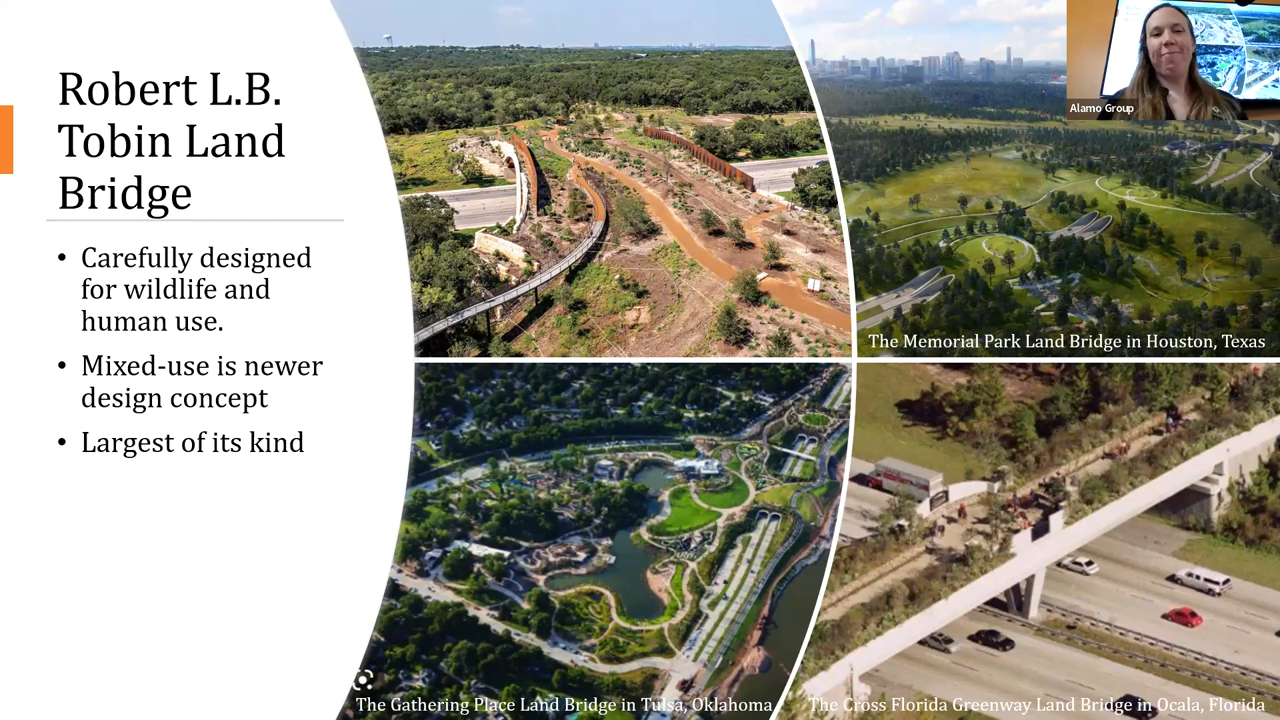 Robert L.B.
Tobin Land
Bridge
• Carefully designed
for wildlife and
human use.
• Mixed-use is newer
design concept
• Largest of its kind
Alamo Group
The Memorial Park Land Bridge in Houston, Texas
The Gathering Place Land Bridge in Tulsa, Oklahoma
The Cross Florida Greenway Land Bridge in Ocala, Florida